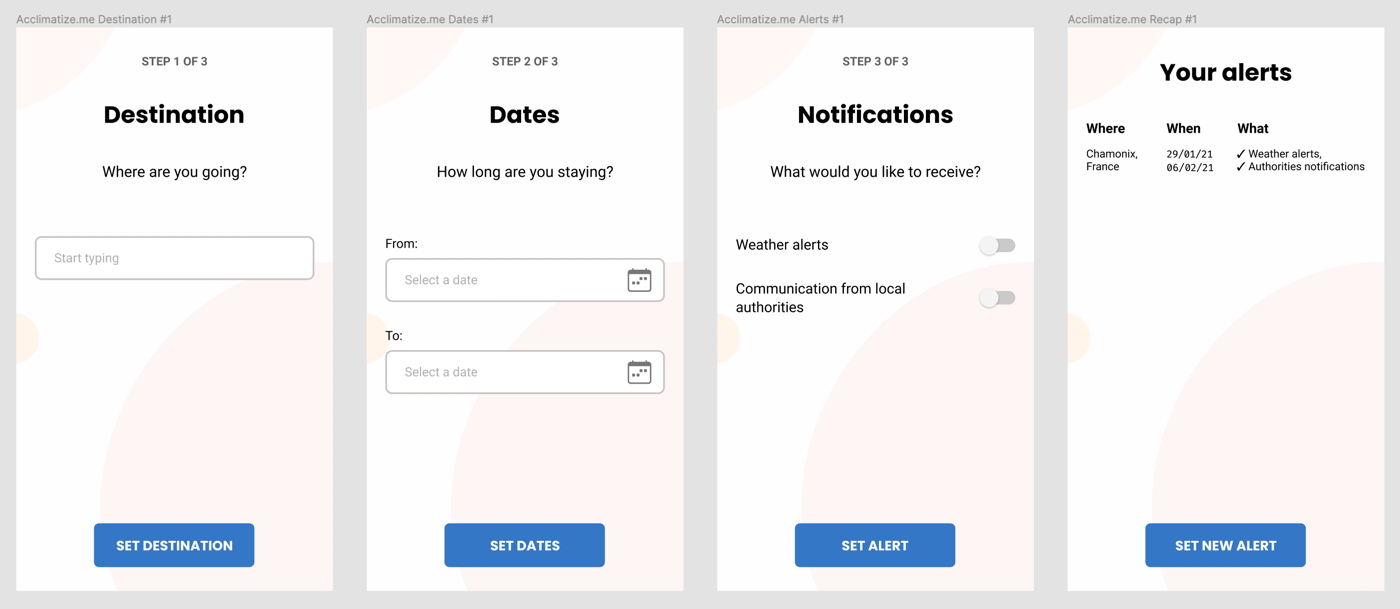 Acclimatize.me Destination #1
STEP 1 OF 3
Destination
Where are you going?
Start typing
SET DESTINATION
Acclimatize.me Dates #1
STEP 2 OF 3
Dates
How long are you staying?
From:
Select a date
To:
Select a date
SET DATES
Acclimatize.me Alerts #1
STEP 3 OF 3
Notifications
What would you like to receive?
Weather alerts
Communication from local
authorities
SET ALERT
Acclimatize.me Recap #1
Your alerts
Where When What
Chamonix, 29/01/21 ✓ Weather alerts,
France 06/02/21 ✓ Authorities notifications
SET NEW ALERT